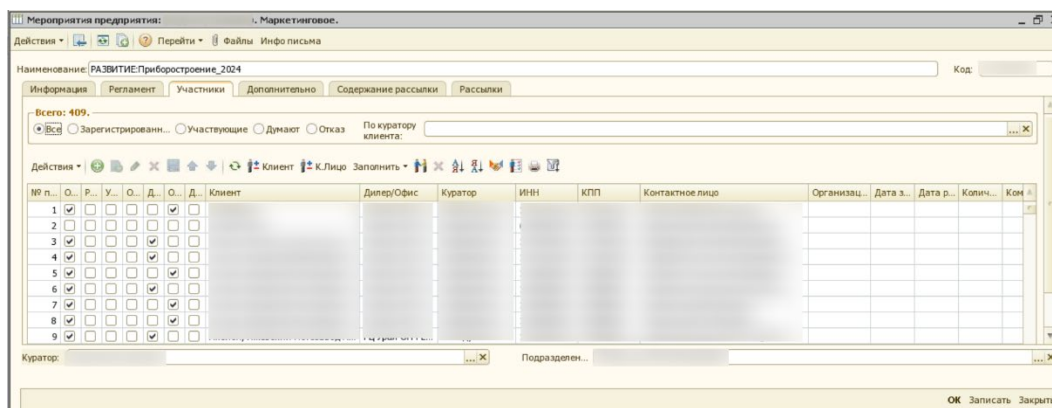 Мероприятия предприятия: . Маркетинговое.
Действия Перейти Файлы Инфо письма
Наименование: РАЗВИТИЕ:Приборостроение_2024 Код:
Информация Регламент Участники Дополнительно Содержание рассылки Рассылки
Всего: 409.
Все Зарегистрированн... Участвующие Думают Отказ По куратору клиента: ...
Действия Клиент К.Лицо Заполнить
№ п... О... Р... У... О... Д... О... Д... Клиент Дилер/Офис Куратор ИНН КПП Контактное лицо Организац... Дата з... Дата р... Колич... Ком
1
2
3
4
5
6
7
8
9
Куратор: ... Подразделен... ...
ОК Записать Закрыть